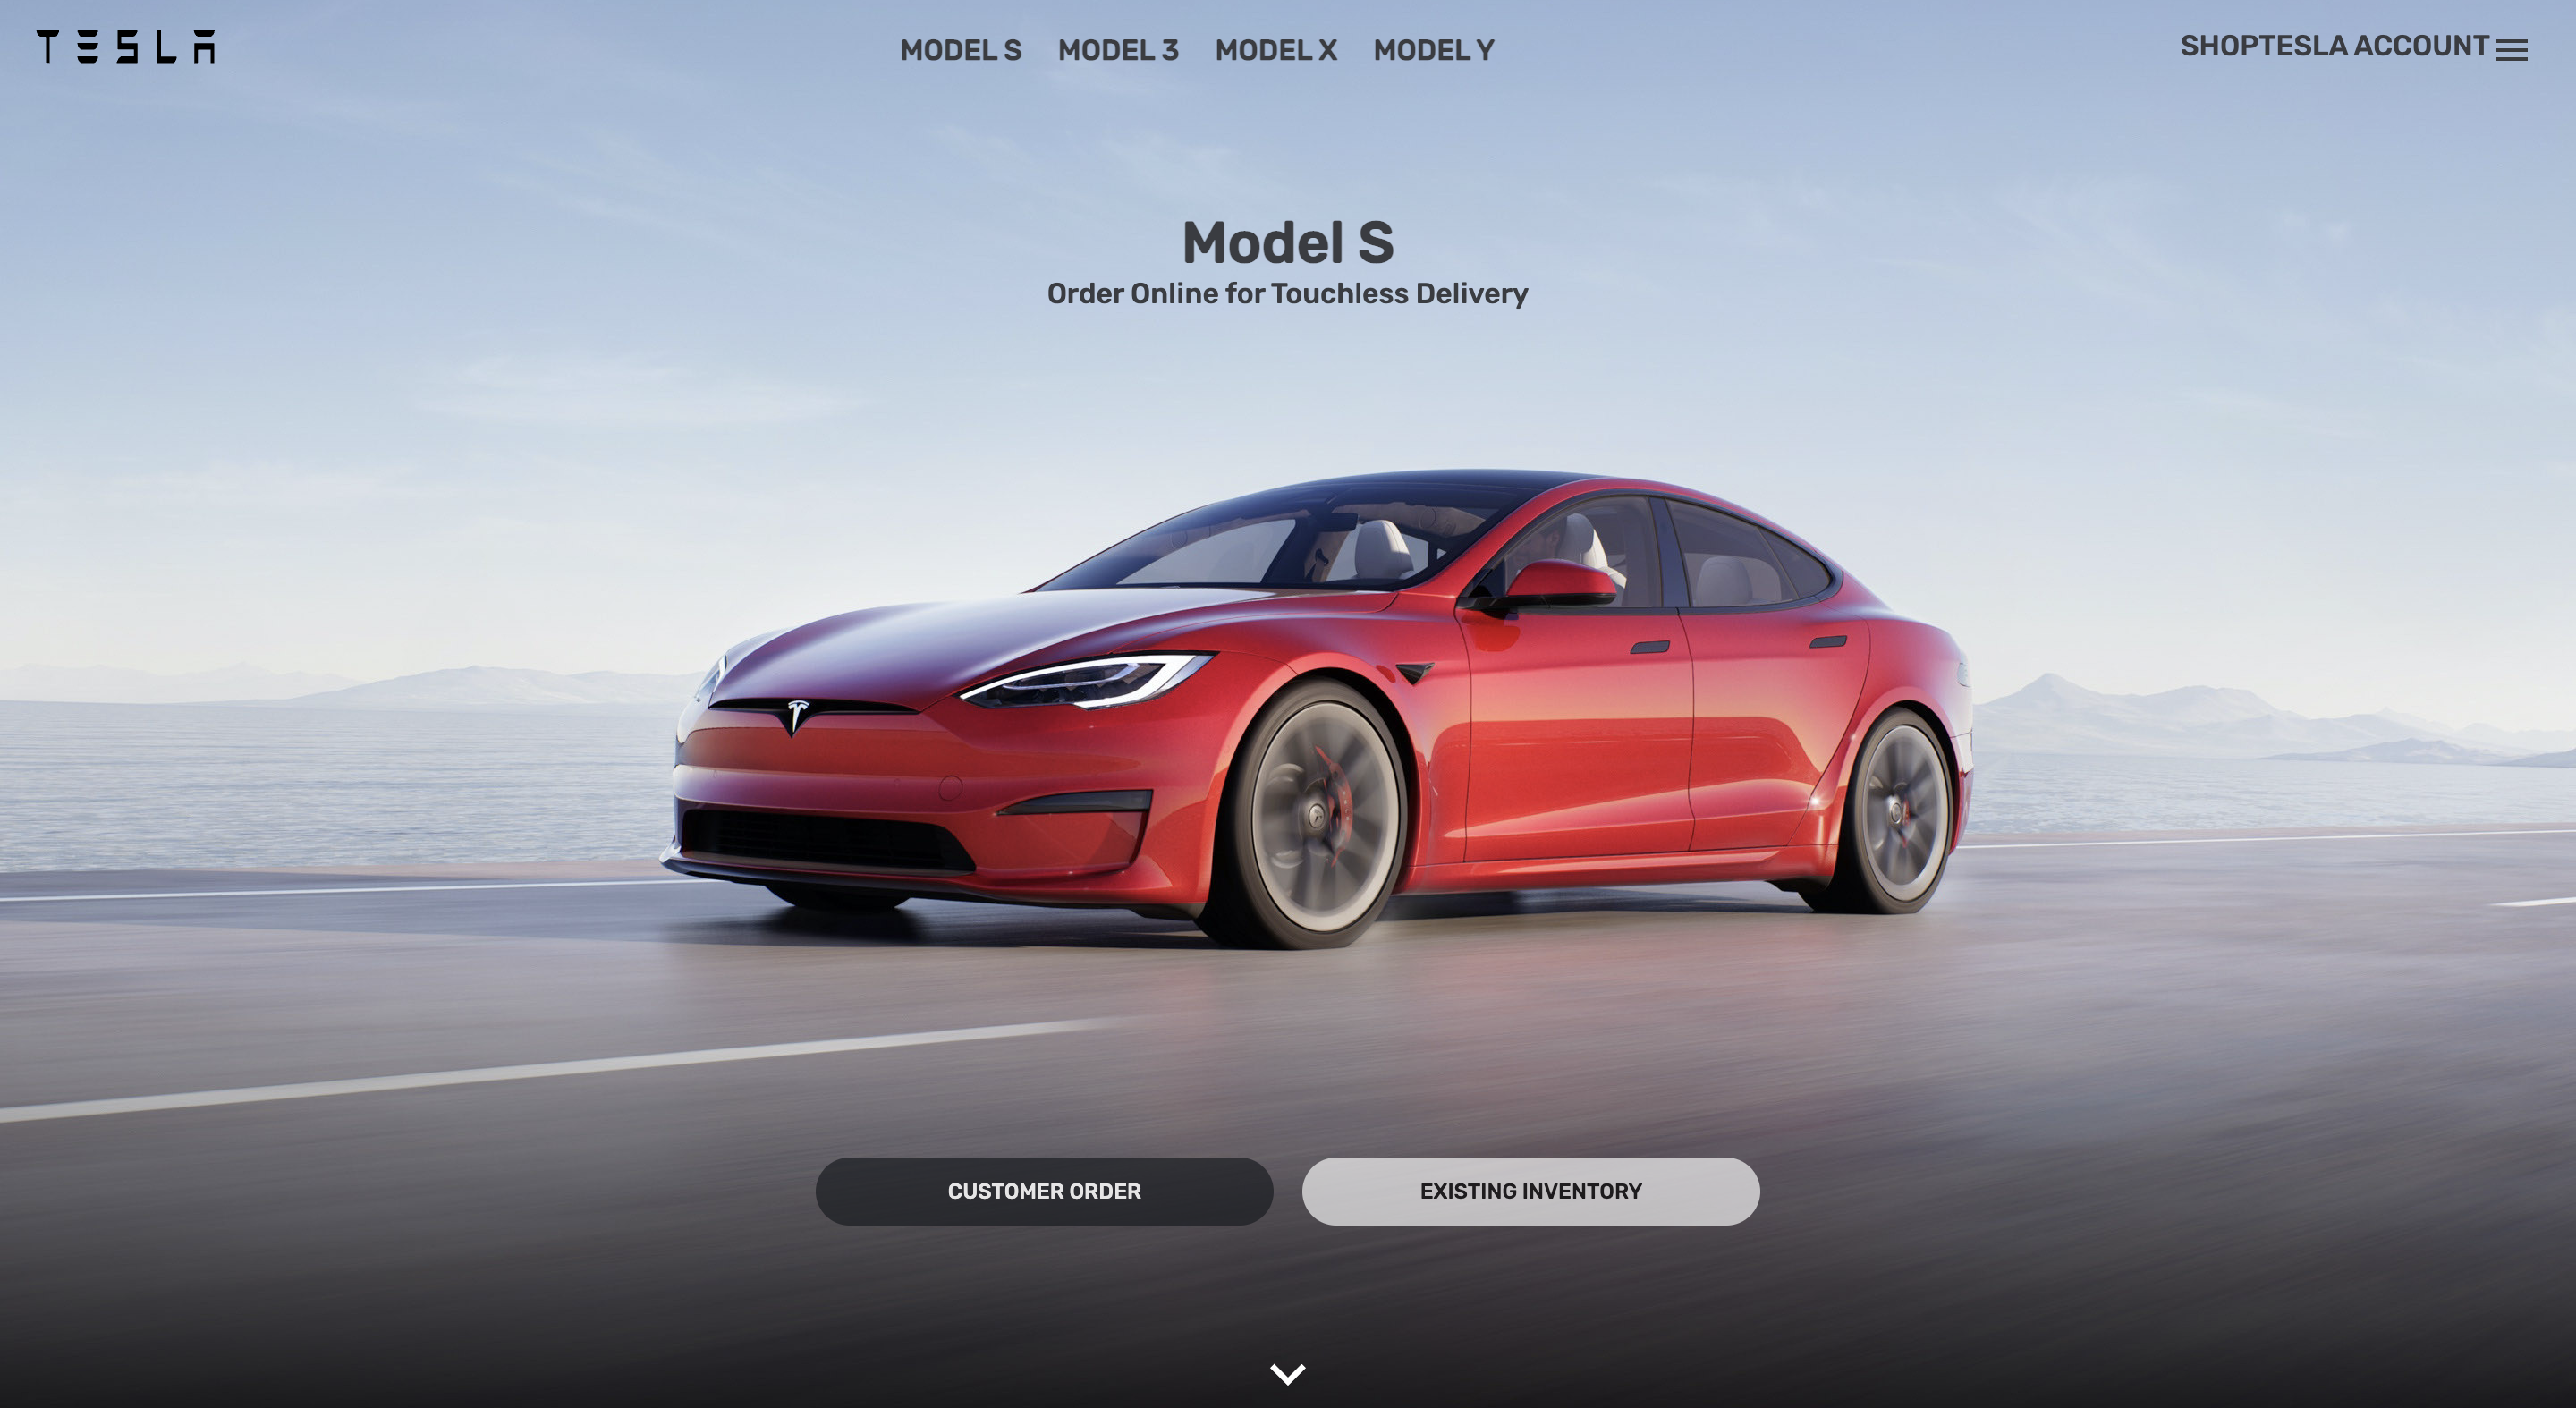 TESLA
MODEL S MODEL 3 MODEL X MODEL Y
SHOPTESLA ACCOUNT
Model S
Order Online for Touchless Delivery
CUSTOMER ORDER
EXISTING INVENTORY